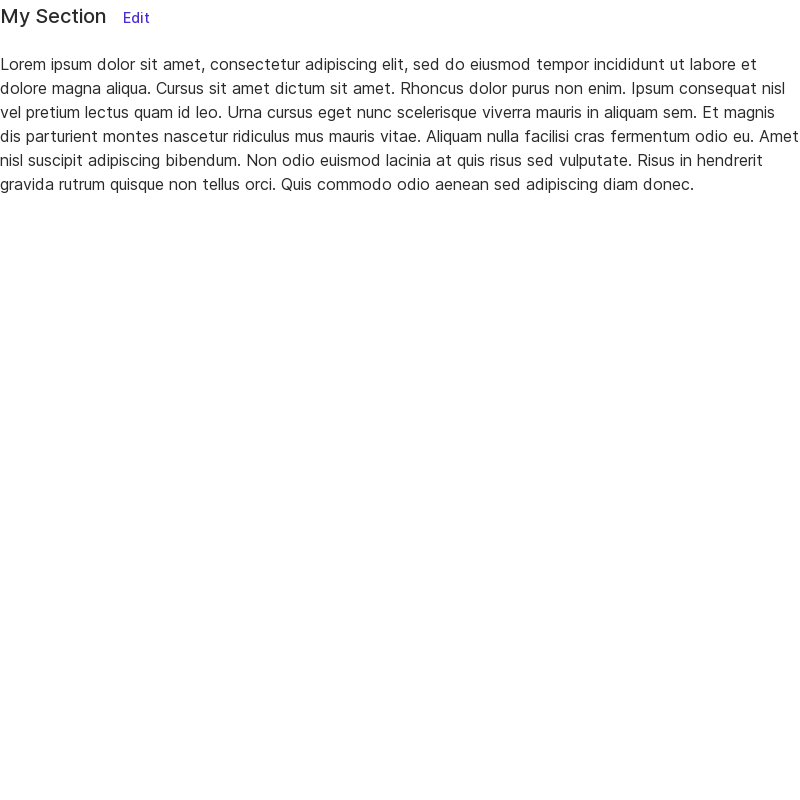 My Section Edit
Lorem ipsum dolor sit amet, consectetur adipiscing elit, sed do eiusmod tempor incididunt ut labore et
dolore magna aliqua. Cursus sit amet dictum sit amet. Rhoncus dolor purus non enim. Ipsum consequat nisl
vel pretium lectus quam id leo. Urna cursus eget nunc scelerisque viverra mauris in aliquam sem. Et magnis
dis parturient montes nascetur ridiculus mus mauris vitae. Aliquam nulla facilisi cras fermentum odio eu. Amet
nisl suscipit adipiscing bibendum. Non odio euismod lacinia at quis risus sed vulputate. Risus in hendrerit
gravida rutrum quisque non tellus orci. Quis commodo odio aenean sed adipiscing diam donec.